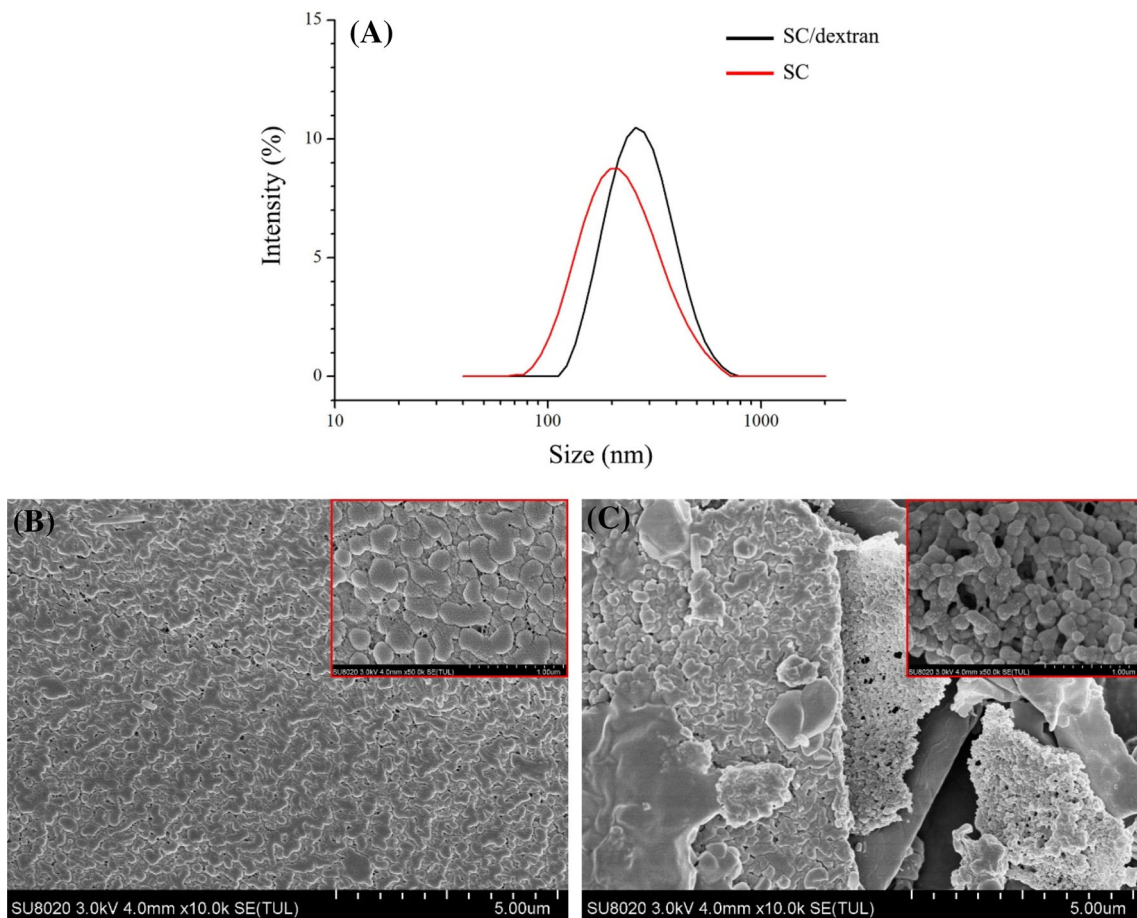 (A)
SC/dextran
SC
15
10
5
0
Intensity (%)
10
100
1000
Size (nm)
(B)
SU8020 3.0kV 4.0mm x50.0k SE(TUL)
1.00um
SU8020 3.0kV 4.0mm x10.0k SE(TUL)
5.00um
(C)
SU8020 3.0kV 4.0mm x50.0k SE(TUL)
1.00um
SU8020 3.0kV 4.0mm x10.0k SE(TUL)
5.00um